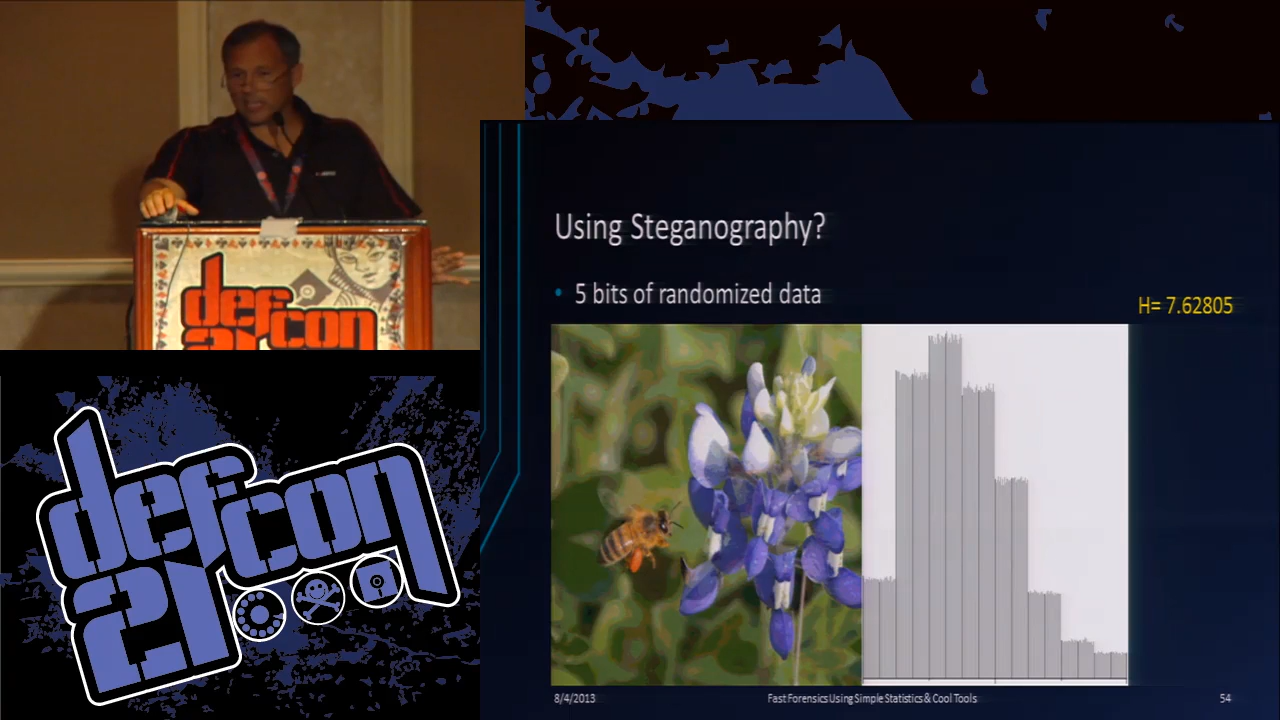 defcon
21
Using Steganography?
• 5 bits of randomized data
H= 7.62805
8/4/2013
Fast Forensics Using Simple Statistics & Cool Tools
54
defcon
21